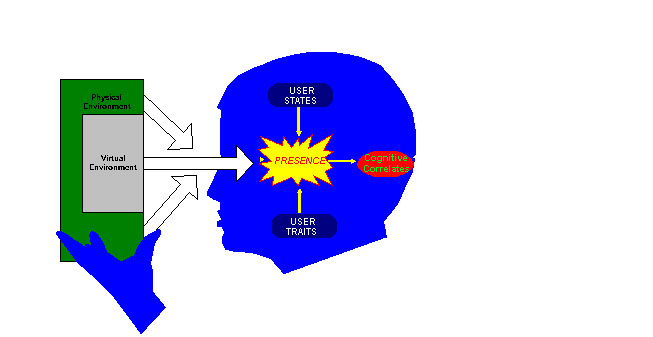 Physical
Environment
Virtual
Environment
USER
STATES
PRESENCE
Cognitive
Correlates
USER
TRAITS